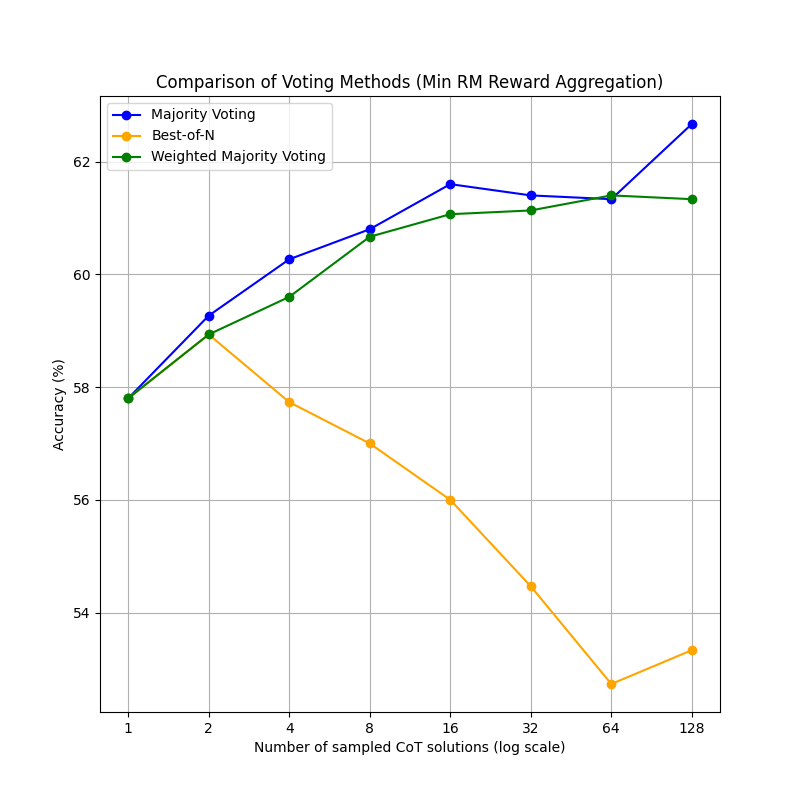 Comparison of Voting Methods (Min RM Reward Aggregation)
Majority Voting
Best-of-N
Weighted Majority Voting
Accuracy (%)
62
60
58
56
54
1 2 4 8 16 32 64 128
Number of sampled CoT solutions (log scale)